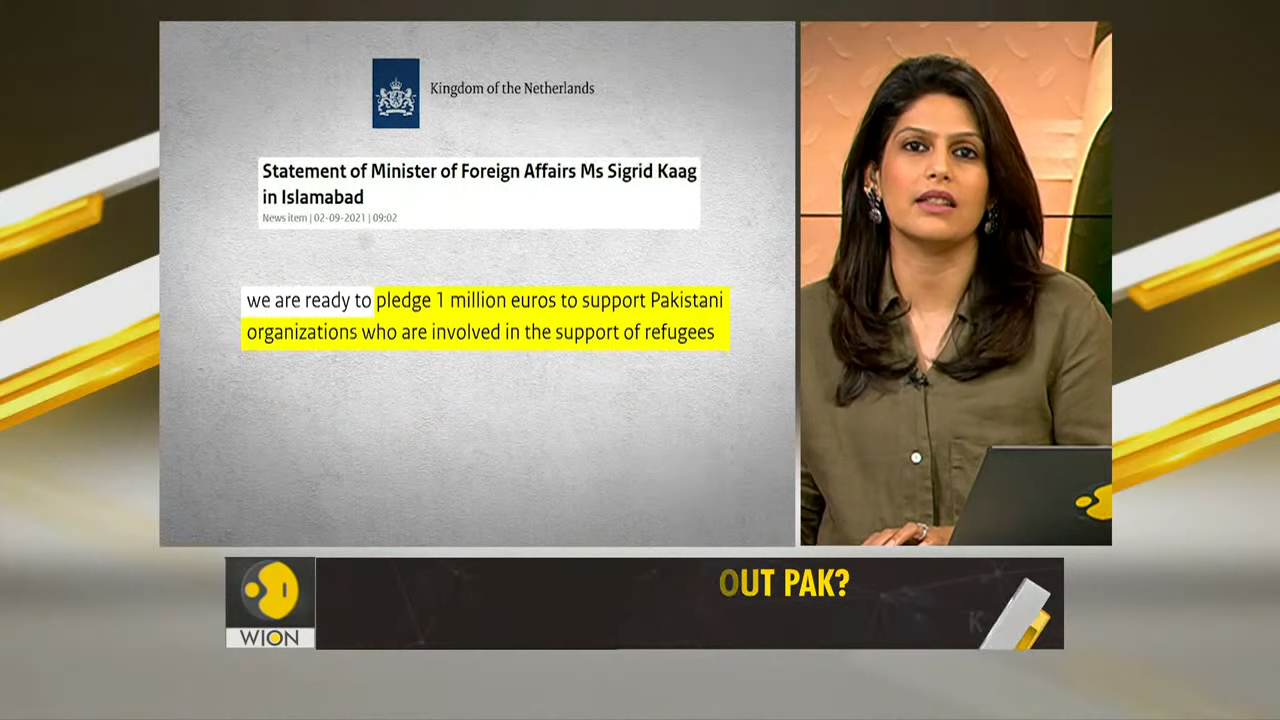 Kingdom of the Netherlands
Statement of Minister of Foreign Affairs Ms Sigrid Kaag
in Islamabad
News item | 02-09-2021 | 09:02
we are ready to pledge 1 million euros to support Pakistani
organizations who are involved in the support of refugees
OUT PAK?
K
WION